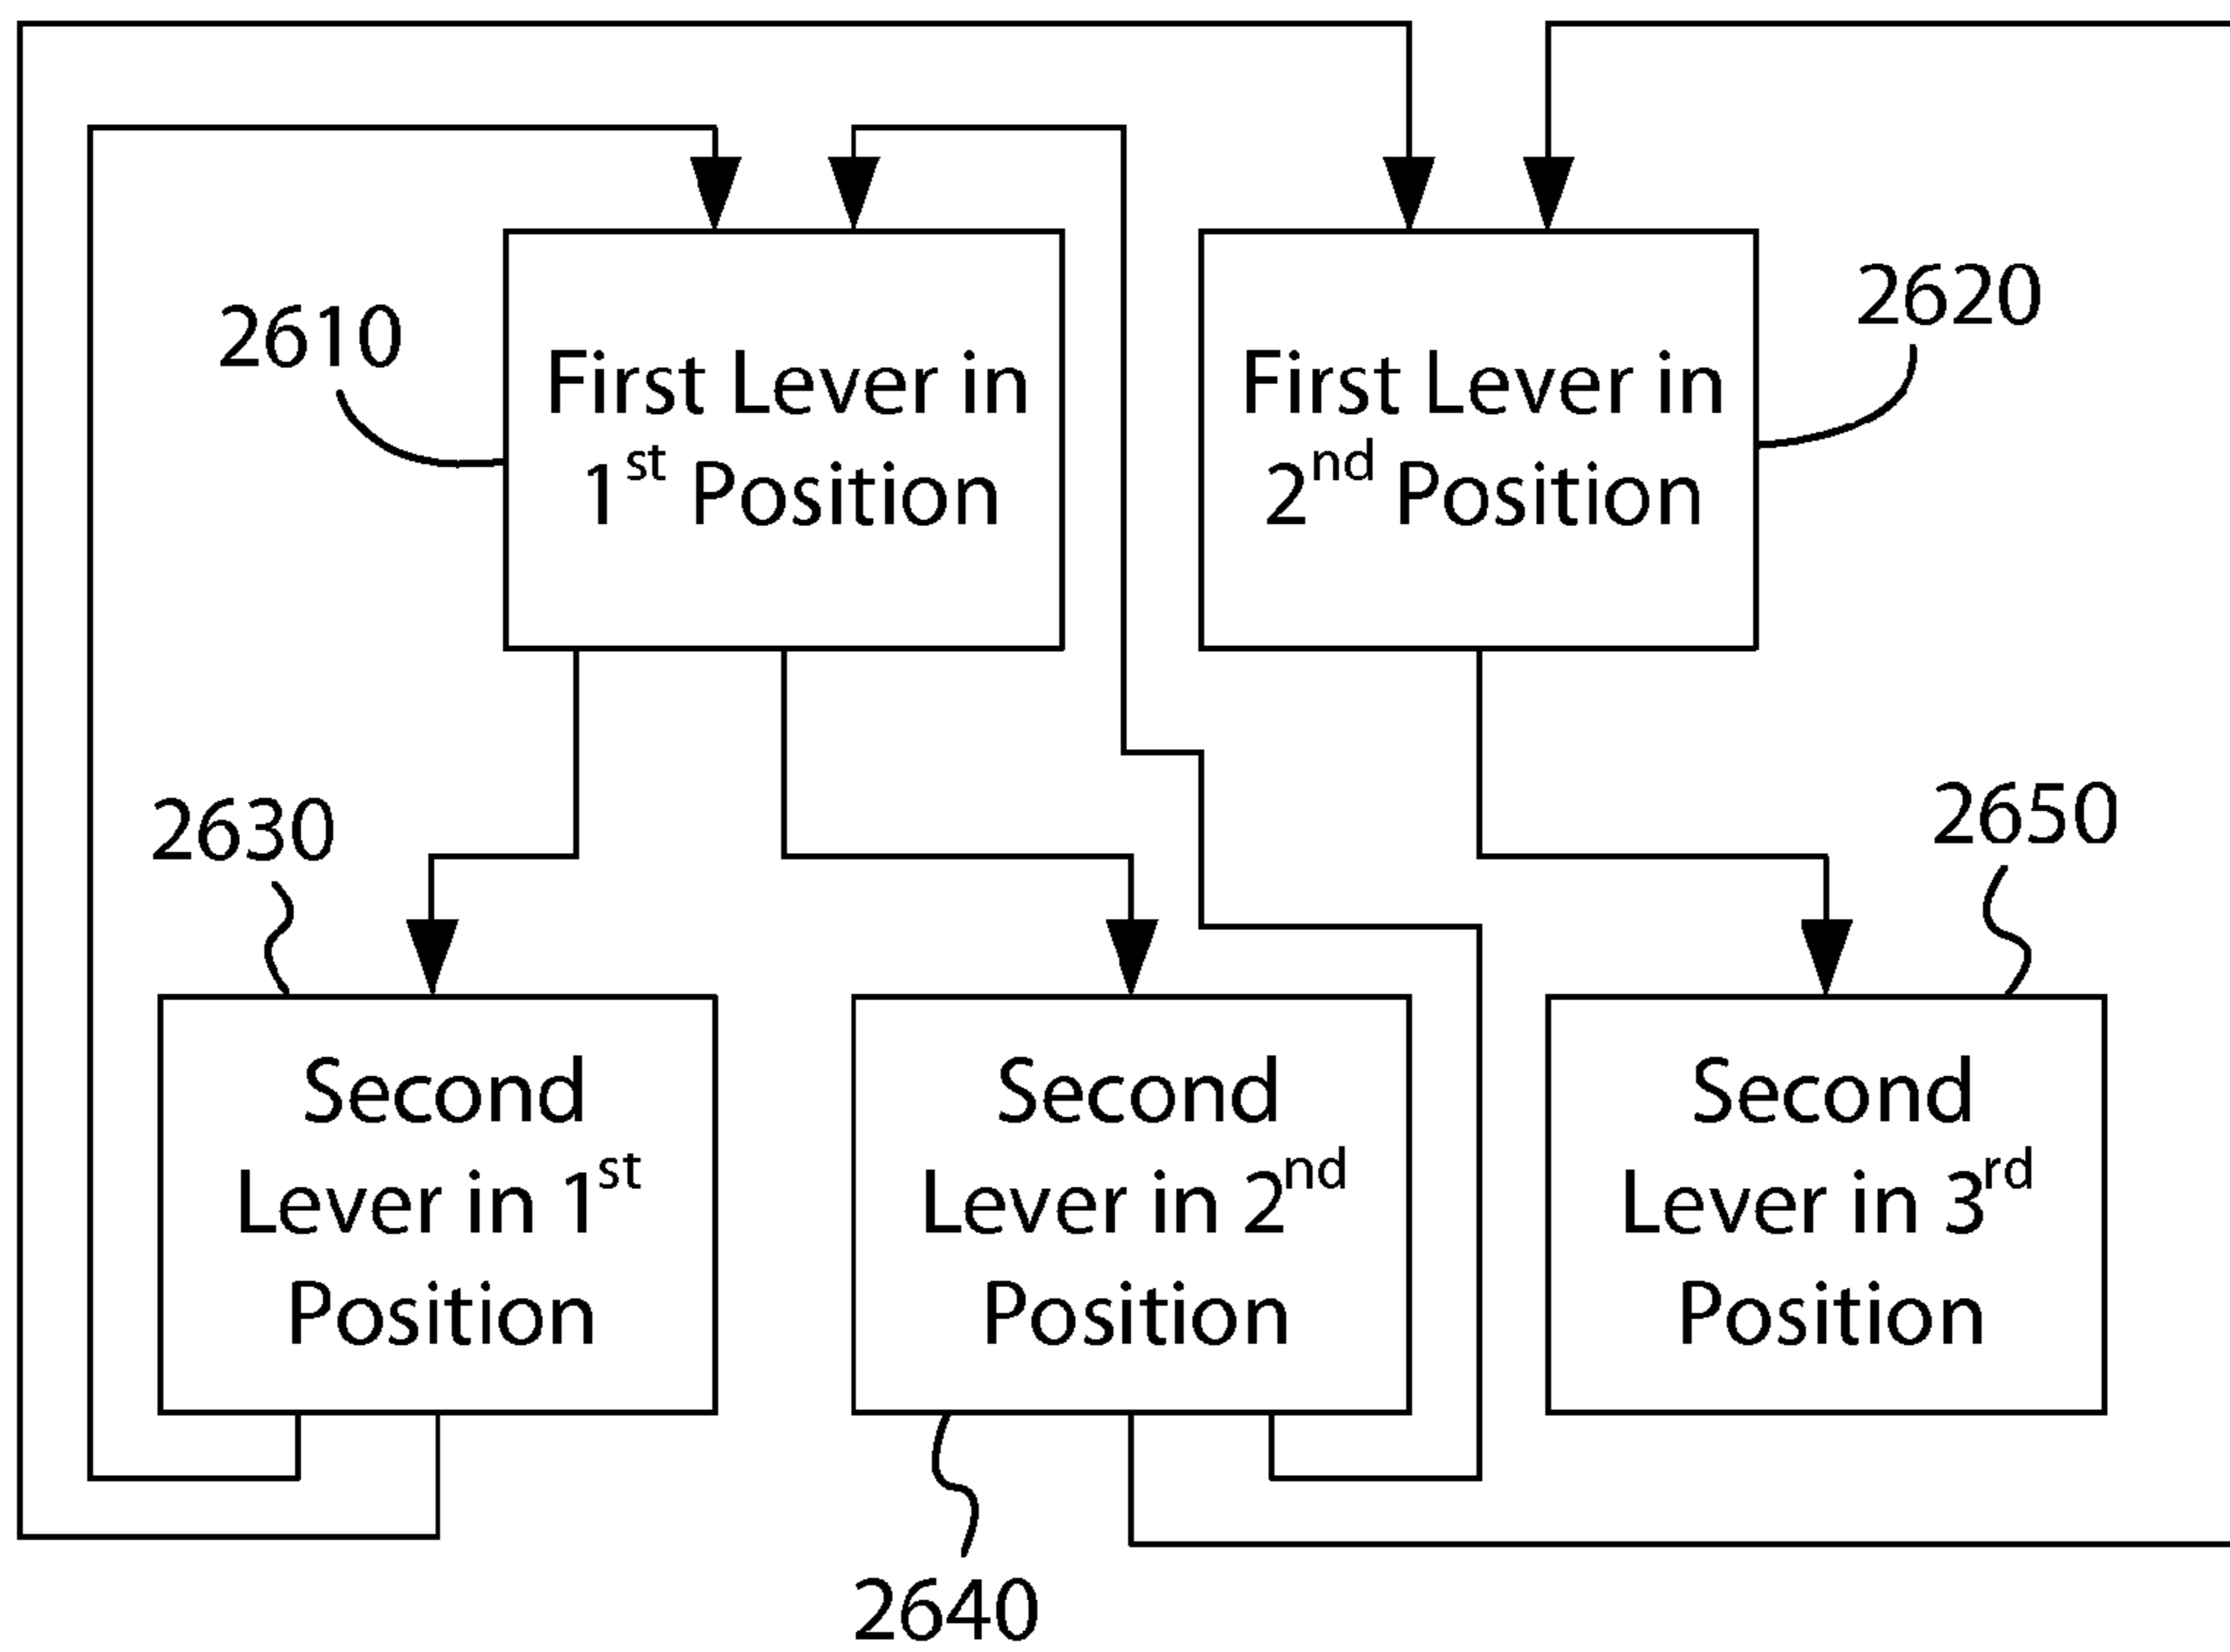 2610
First Lever in
1st Position
First Lever in
2nd Position
2620
2630
2650
Second
Lever in 1st
Position
Second
Lever in 2nd
Position
Second
Lever in 3rd
Position
2640